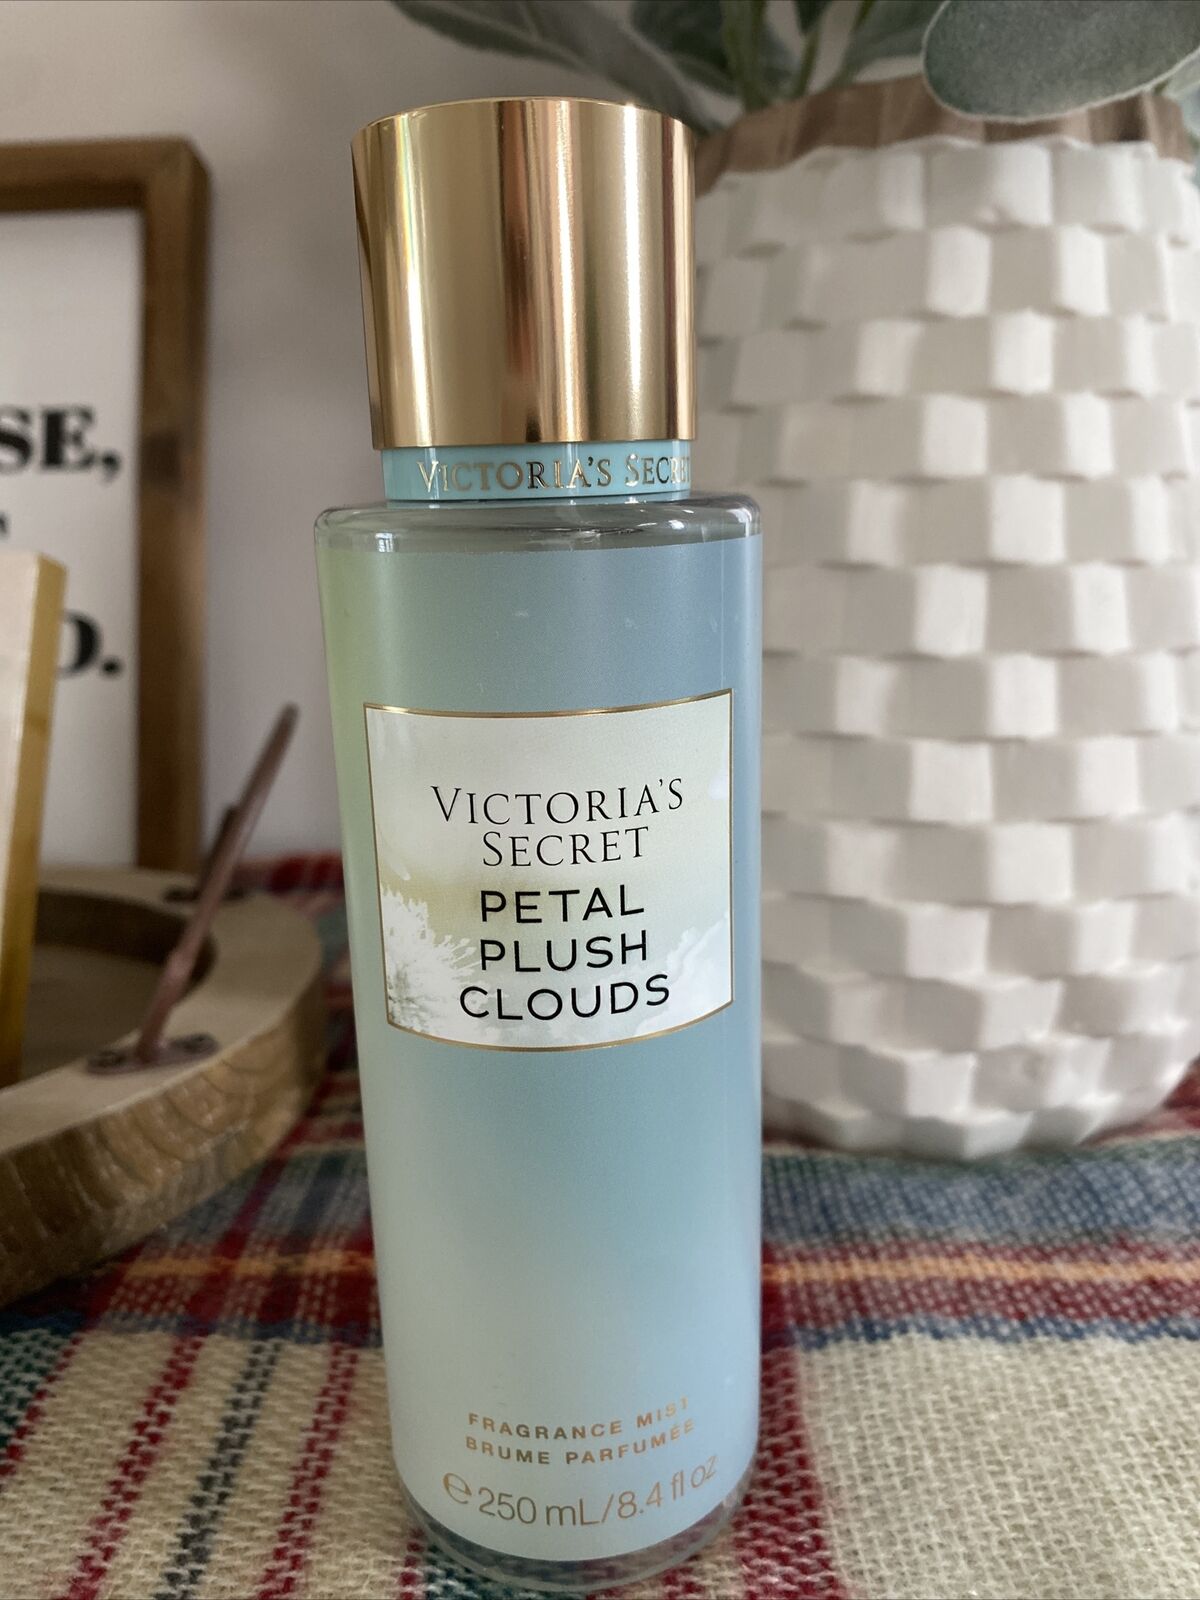 SE,
O.
VICTORIA'S SECRET
VICTORIA'S
SECRET
PETAL
PLUSH
CLOUDS
FRAGRANCE MIST
BRUME PARFUMÉE
℮ 250 mL/8.4 fl oz